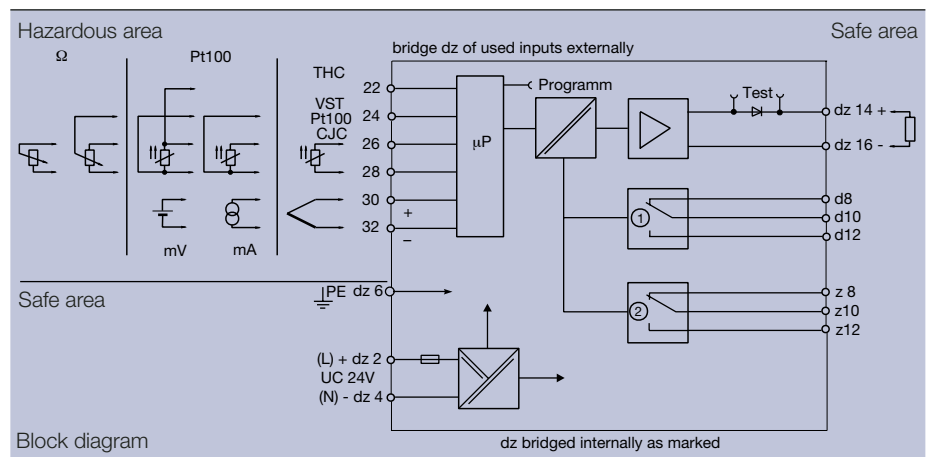 Hazardous area
Safe area
bridge dz of used inputs externally
Ω
Pt100
THC
22
VST
Pt100
CJC
24
26
28
30
+
32
–
µP
Programm
Test
dz 14 +
dz 16 -
1
d8
d10
d12
2
z 8
z10
z12
mV
mA
Safe area
PE dz 6
(L) + dz 2
UC 24V
(N) - dz 4
Block diagram
dz bridged internally as marked